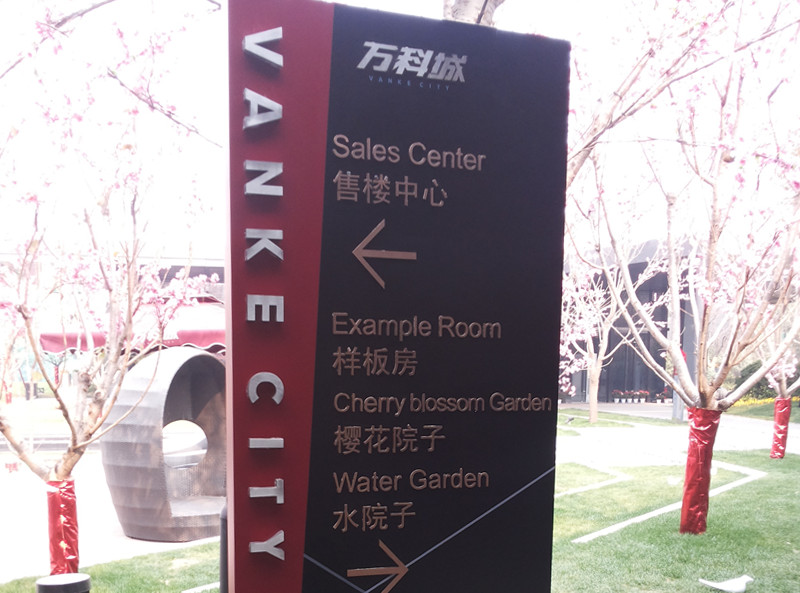 VANKE CITY
万科城
VANKE CITY
Sales Center
售楼中心
Example Room
样板房
Cherry blossom Garden
樱花院子
Water Garden
水院子